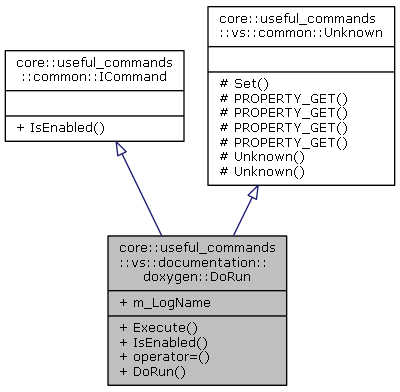 core::useful_commands
::common::ICommand
+ IsEnabled()
core::useful_commands
::vs::common::Unknown
# Set()
# PROPERTY_GET()
# PROPERTY_GET()
# PROPERTY_GET()
# PROPERTY_GET()
# Unknown()
# Unknown()
core::useful_commands
::vs::documentation::
doxygen::DoRun
+ m_LogName
+ Execute()
+ IsEnabled()
+ operator=()
+ DoRun()